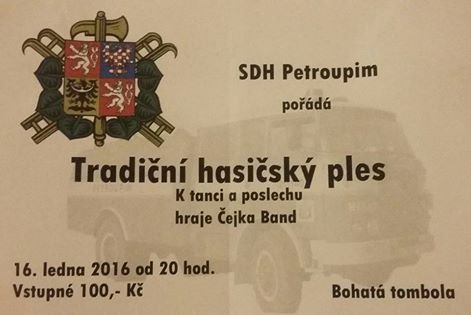 SDH Petroupim
pořádá
Tradiční hasičský ples
K tanci a poslechu
hraje Čejka Band
16. ledna 2016 od 20 hod.
Vstupné 100,- Kč
Bohatá tombola